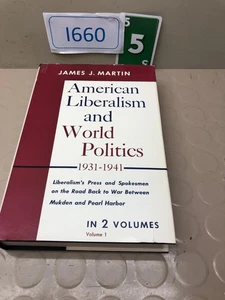 1660
5
S
JAMES J. MARTIN
American
Liberalism and
World
Politics
1931-1941
Liberalism's Press and Spokesmen
on the Road Back to War Between
Mukden and Pearl Harbor
IN 2 VOLUMES
Volume 1